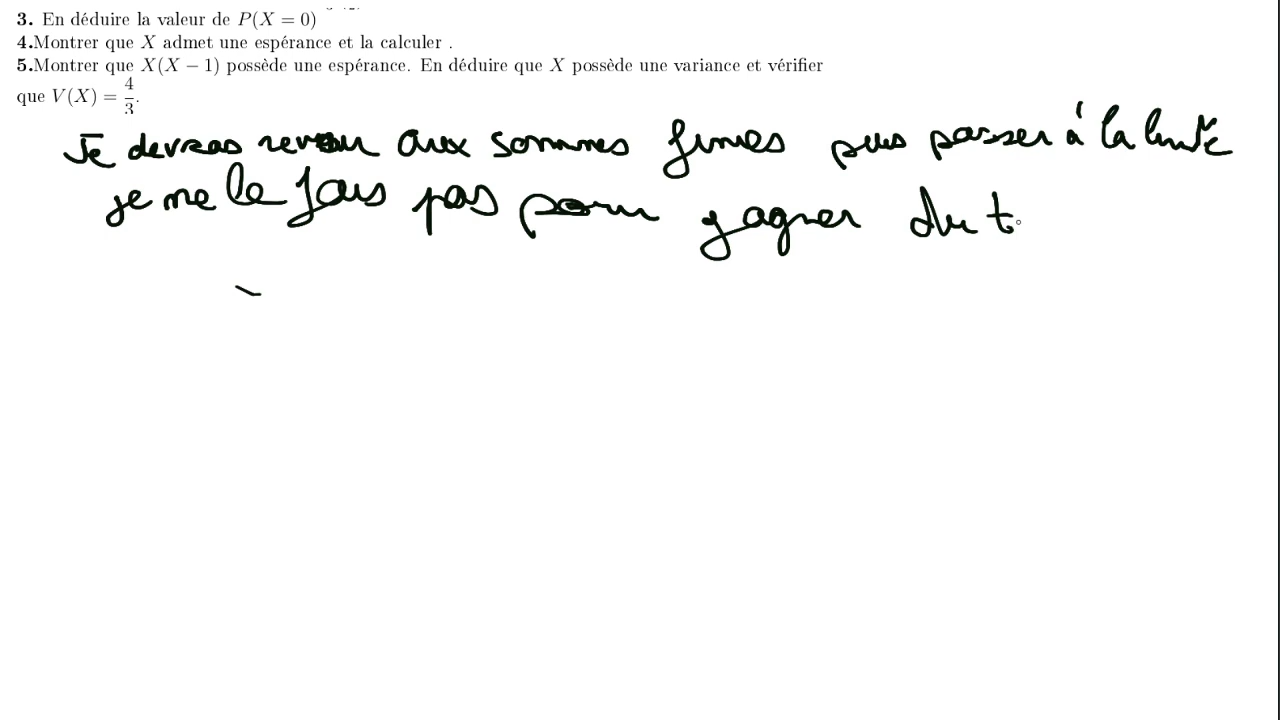 3. En déduire la valeur de P(X = 0)
4.Montrer que X admet une espérance et la calculer .
5.Montrer que X(X − 1) possède une espérance. En déduire que X possède une variance et vérifier
que V(X) = 4/3.
Je devrais revenir aux sommes finies puis passer à la limite
je ne le fais pas pour gagner du t